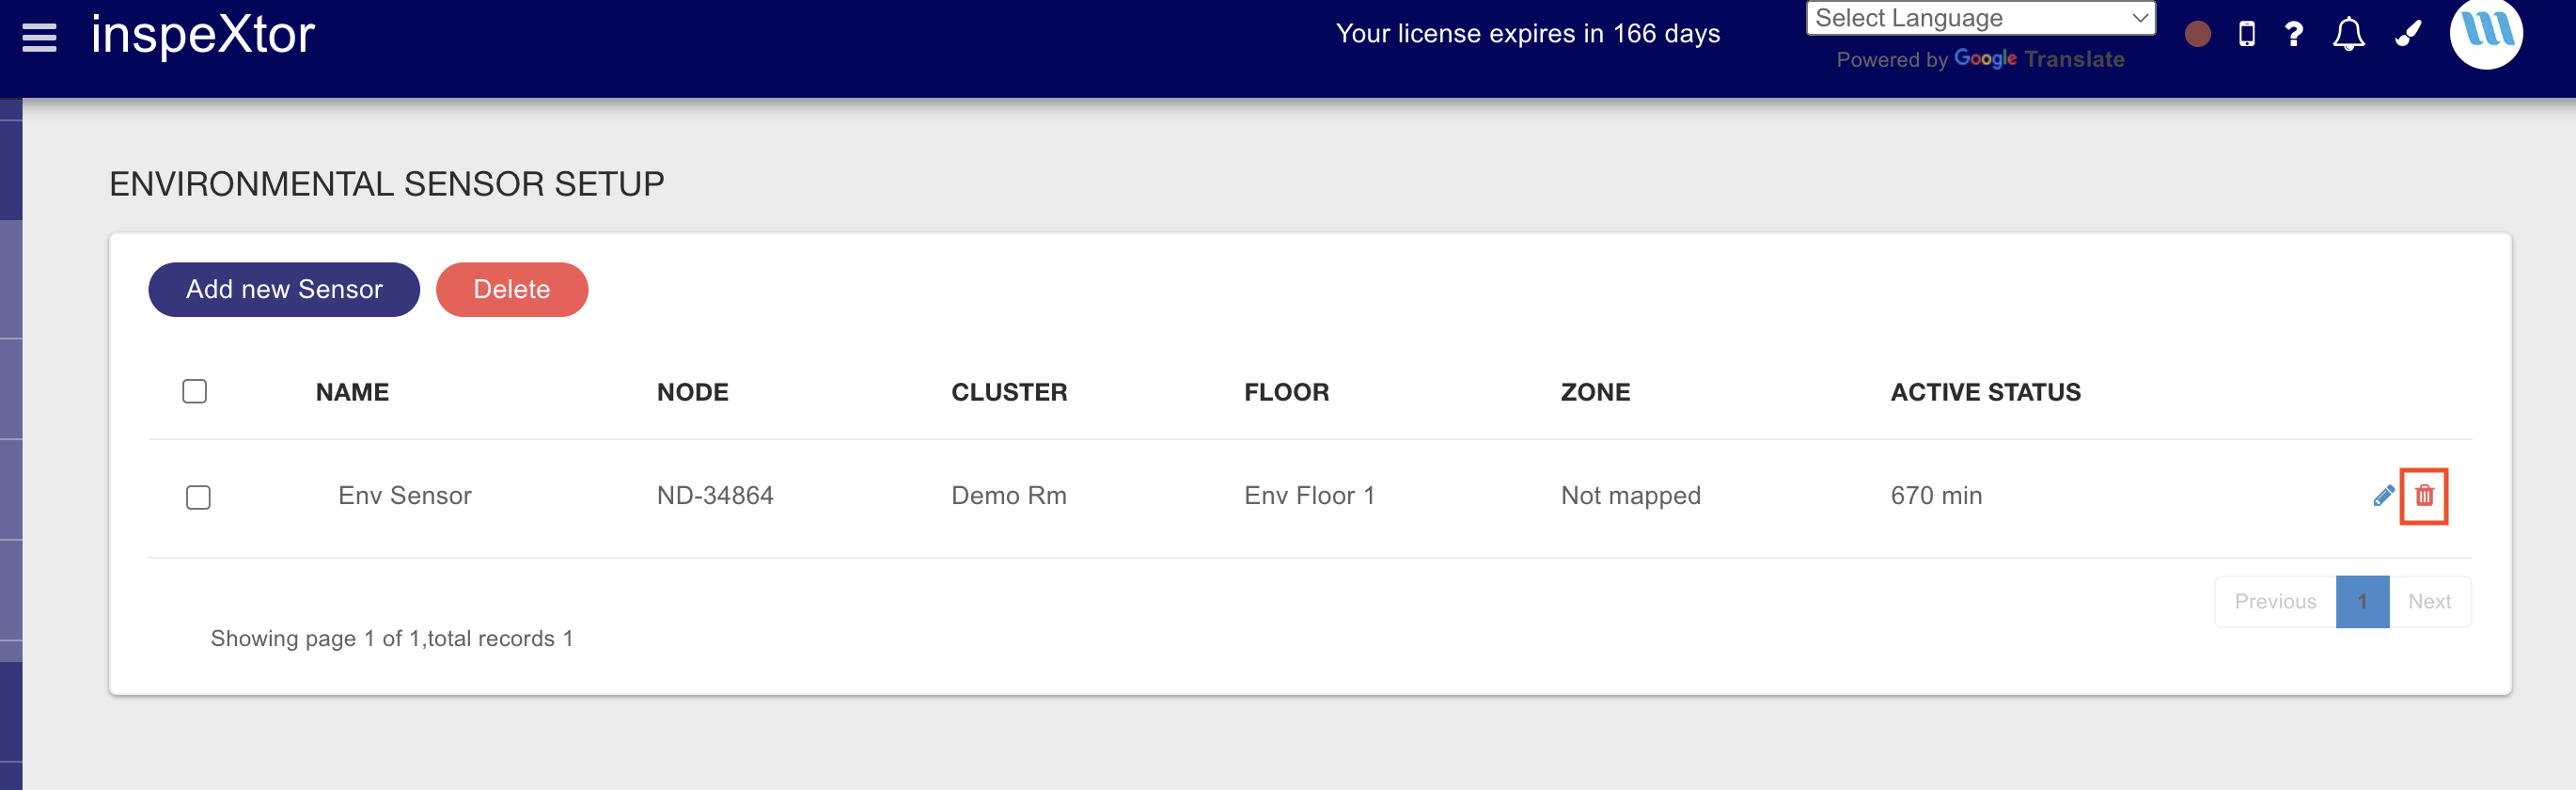 inspeXtor
Your license expires in 166 days
Select Language
Powered by Google Translate
ENVIRONMENTAL SENSOR SETUP
Add new Sensor
Delete
NAME NODE CLUSTER FLOOR ZONE ACTIVE STATUS
Env Sensor ND-34864 Demo Rm Env Floor 1 Not mapped 670 min
Previous 1 Next
Showing page 1 of 1,total records 1